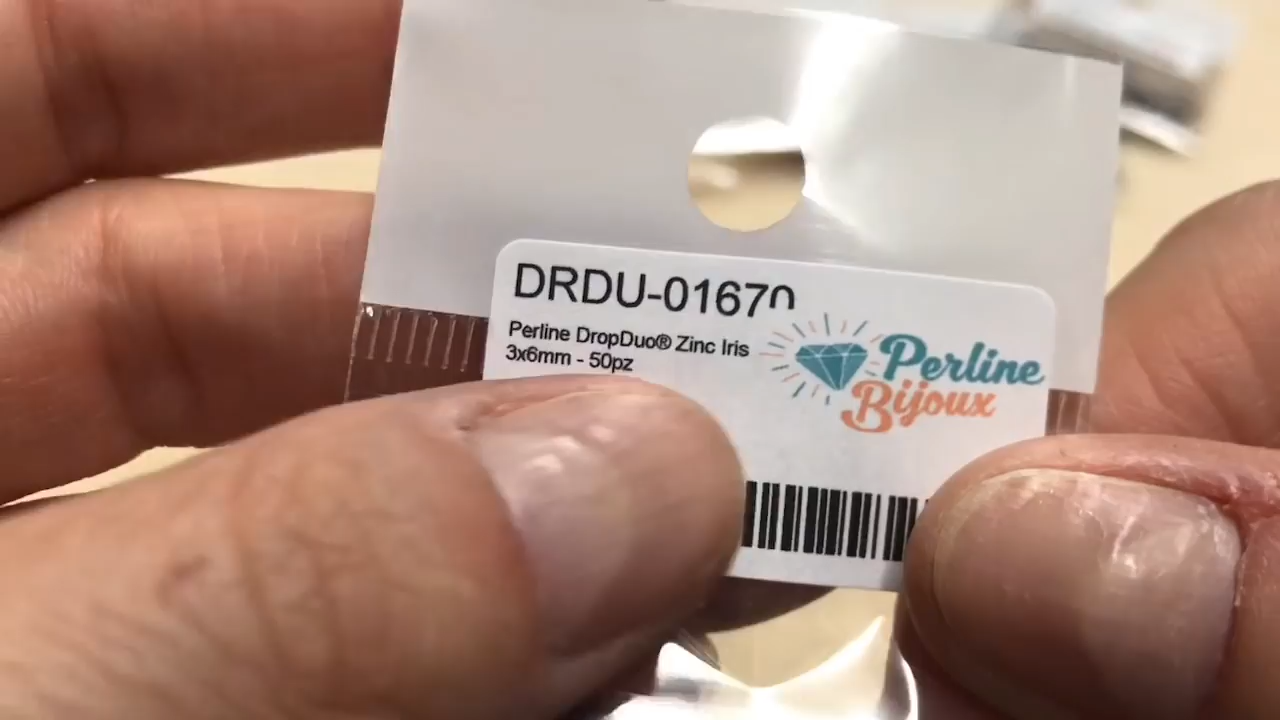 DRDU-01670
Perline DropDuo® Zinc Iris
3x6mm - 50pz
Perline
Bijoux